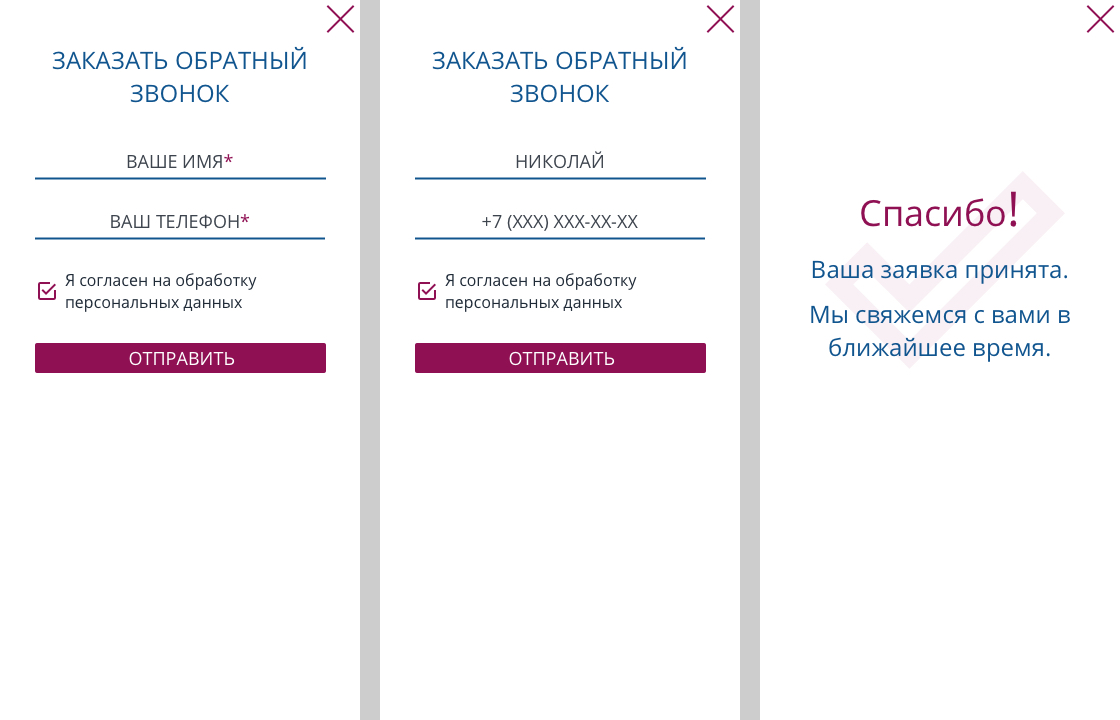 ЗАКАЗАТЬ ОБРАТНЫЙ
ЗВОНОК
ВАШЕ ИМЯ*
ВАШ ТЕЛЕФОН*
Я согласен на обработку
персональных данных
ОТПРАВИТЬ
ЗАКАЗАТЬ ОБРАТНЫЙ
ЗВОНОК
НИКОЛАЙ
+7 (XXX) XXX-XX-XX
Я согласен на обработку
персональных данных
ОТПРАВИТЬ
Спасибо!
Ваша заявка принята.
Мы свяжемся с вами в
ближайшее время.